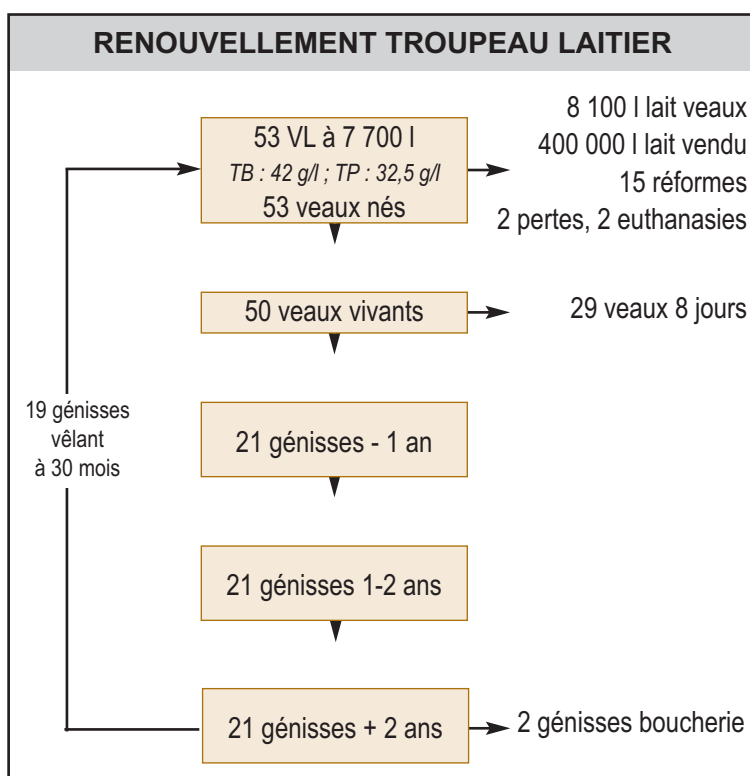 RENOUVELLEMENT TROUPEAU LAITIER
53 VL à 7 700 l
TB : 42 g/l ; TP : 32,5 g/l
53 veaux nés
8 100 l lait veaux
400 000 l lait vendu
15 réformes
2 pertes, 2 euthanasies
50 veaux vivants
29 veaux 8 jours
19 génisses
vêlant
à 30 mois
21 génisses - 1 an
21 génisses 1-2 ans
21 génisses + 2 ans
2 génisses boucherie